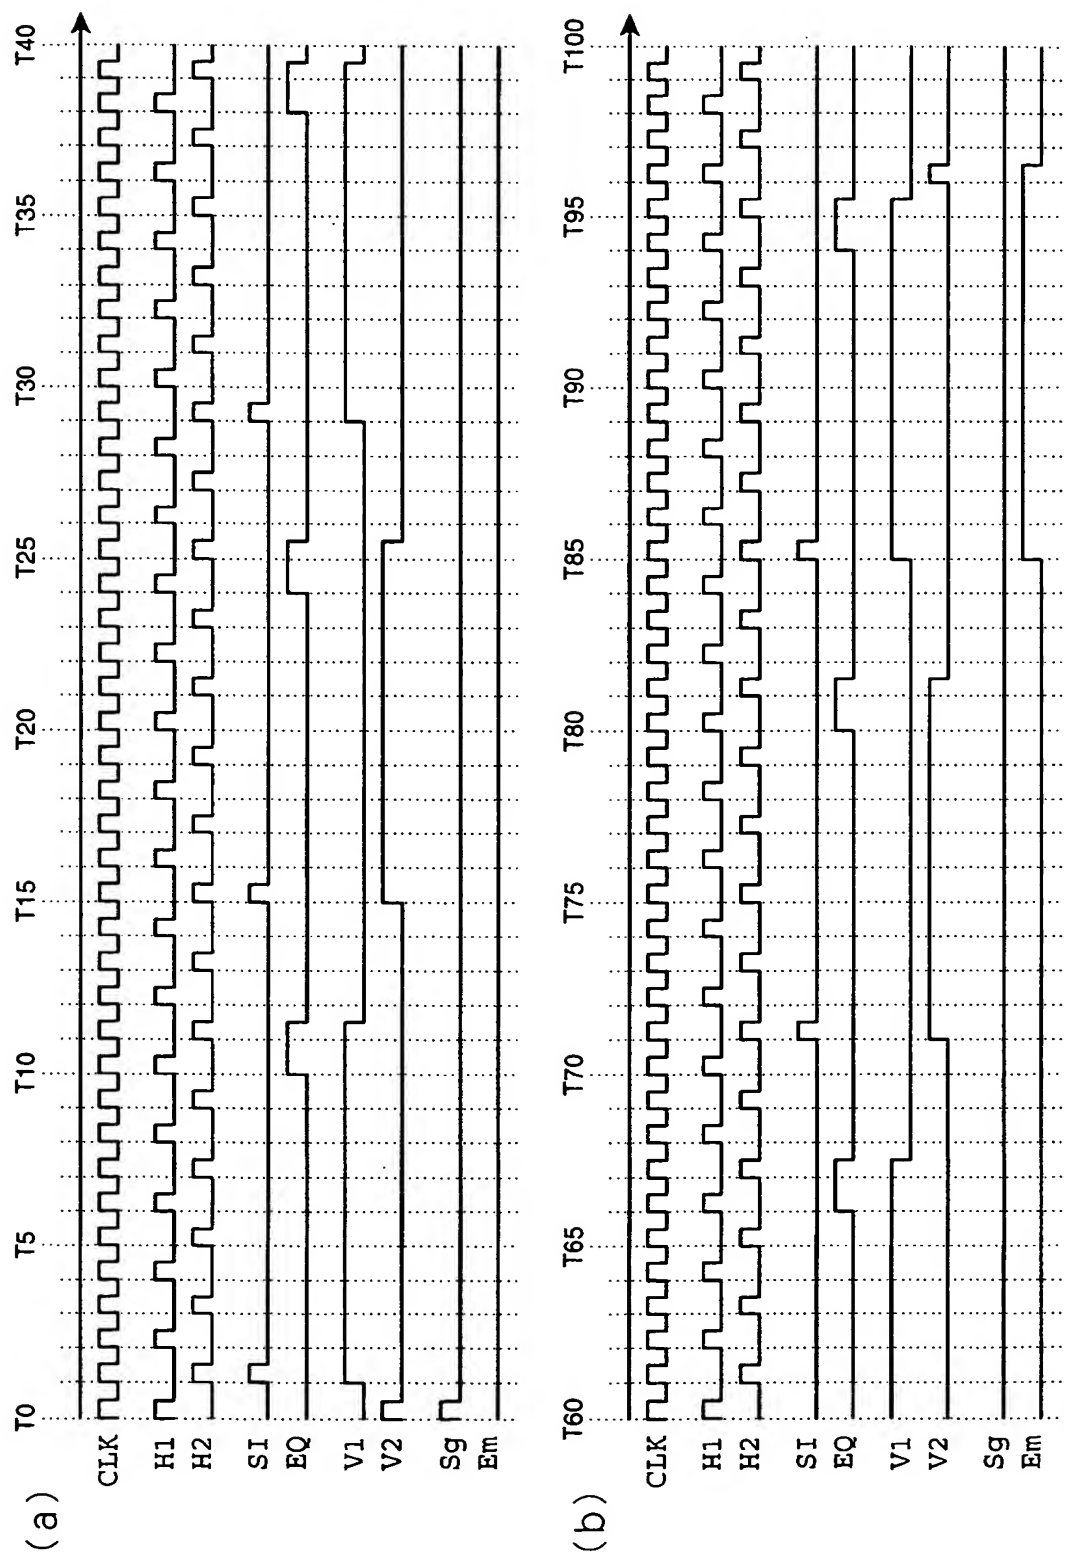 (a)
T0 T5 T10 T15 T20 T25 T30 T35 T40
CLK
H1
H2
SI
EQ
V1
V2
Sg
Em
(b)
T60 T65 T70 T75 T80 T85 T90 T95 T100
CLK
H1
H2
SI
EQ
V1
V2
Sg
Em